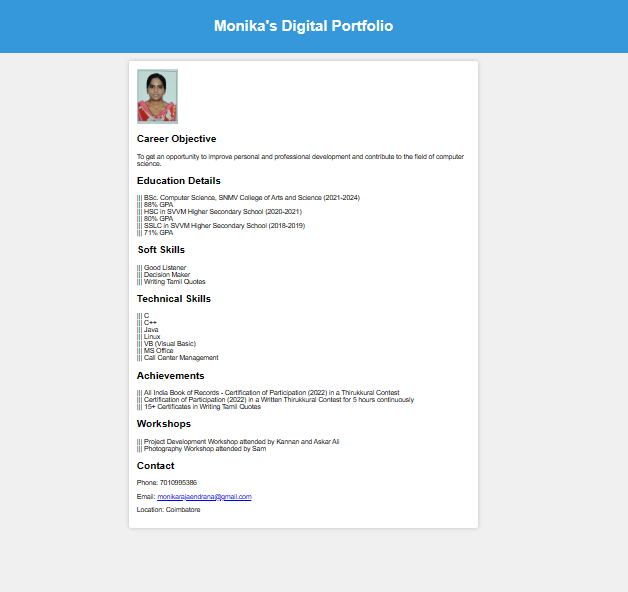 Monika's Digital Portfolio
Career Objective
To get an opportunity to improve personal and professional development and contribute to the field of computer
science.
Education Details
||| BSc. Computer Science, SNMV College of Arts and Science (2021-2024)
||| 88% GPA
||| HSC in SVVM Higher Secondary School (2020-2021)
||| 80% GPA
||| SSLC in SVVM Higher Secondary School (2018-2019)
||| 71% GPA
Soft Skills
||| Good Listener
||| Decision Maker
||| Writing Tamil Quotes
Technical Skills
||| C
||| C++
||| Java
||| Linux
||| VB (Visual Basic)
||| MS Office
||| Call Center Management
Achievements
||| All India Book of Records - Certification of Participation (2022) in a Thirukkural Contest
||| Certification of Participation (2022) in a Written Thirukkural Contest for 5 hours continuously
||| 15+ Certificates in Writing Tamil Quotes
Workshops
||| Project Development Workshop attended by Kannan and Askar Ali
||| Photography Workshop attended by Sam
Contact
Phone: 7010995386
Email: monikarajaendrana@gmail.com
Location: Coimbatore